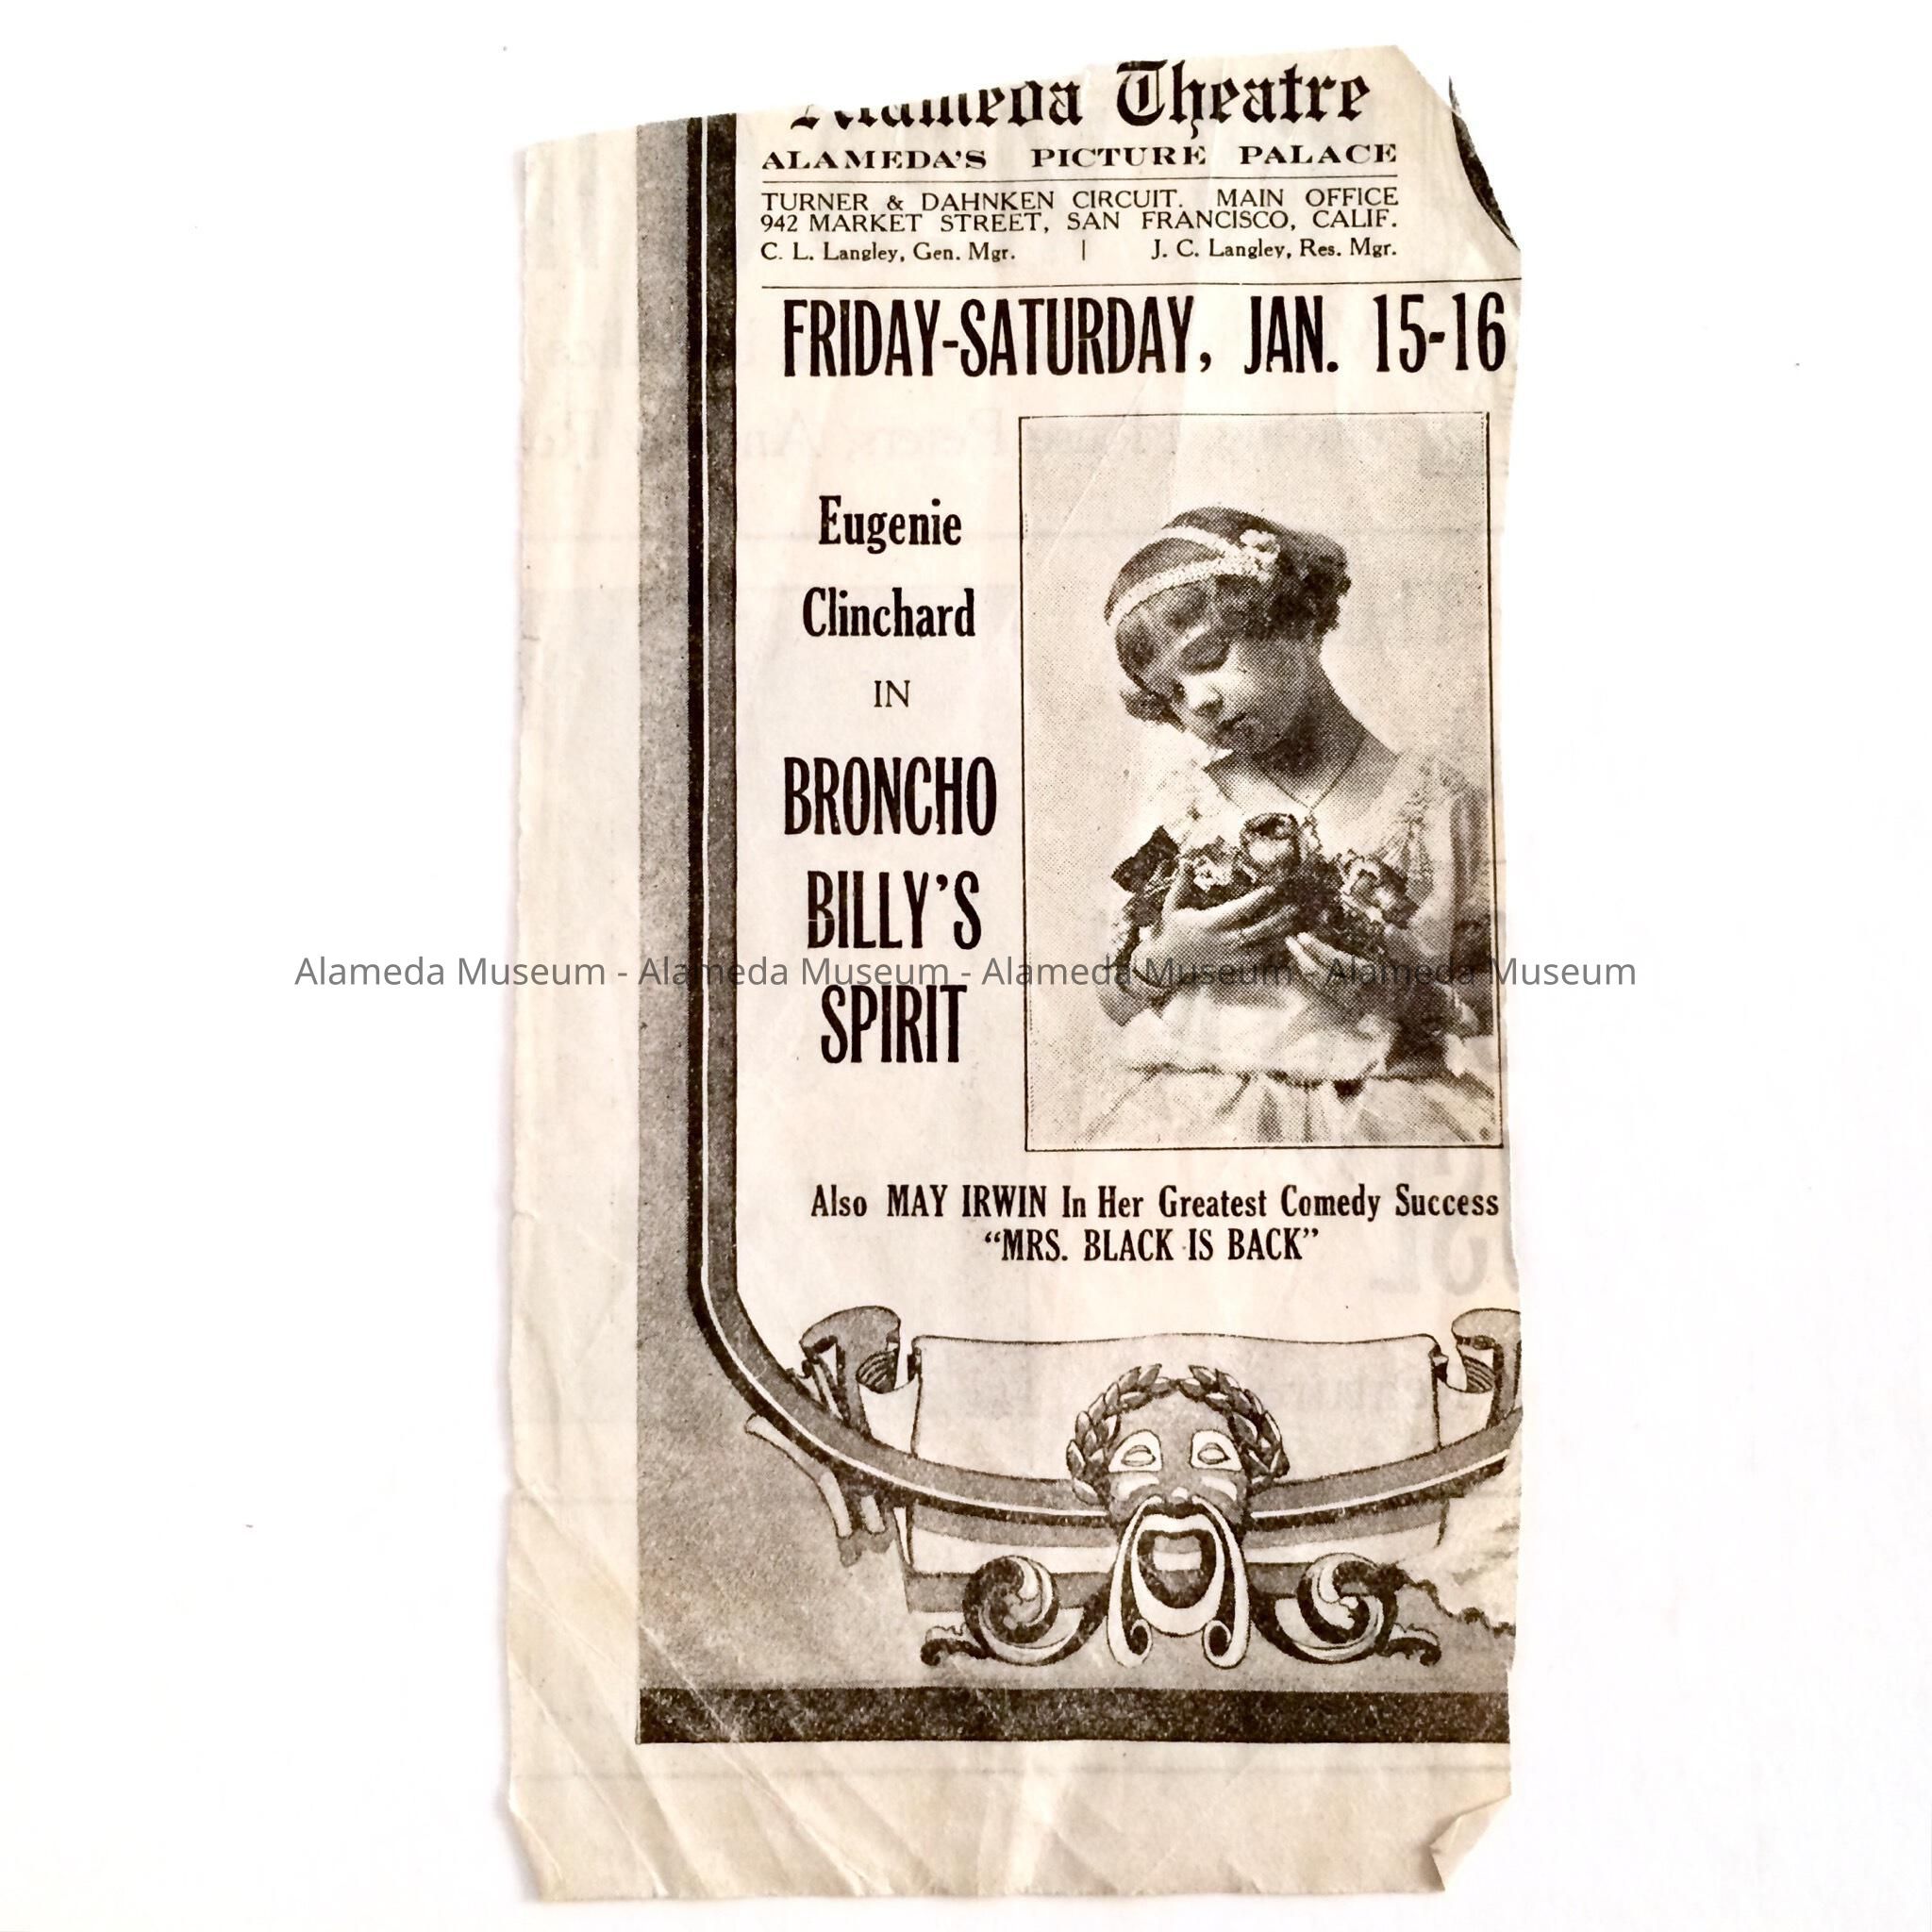 Alameda Theatre
ALAMEDA'S PICTURE PALACE
TURNER & DAHNKEN CIRCUIT. MAIN OFFICE
942 MARKET STREET, SAN FRANCISCO, CALIF.
C. L. Langley, Gen. Mgr. | J. C. Langley, Res. Mgr.
FRIDAY-SATURDAY, JAN. 15-16
Eugenie
Clinchard
IN
BRONCHO
BILLY'S
SPIRIT
Alameda Museum - Alameda Museum - Alameda Museum - Alameda Museum
Also MAY IRWIN In Her Greatest Comedy Success
“MRS. BLACK IS BACK”